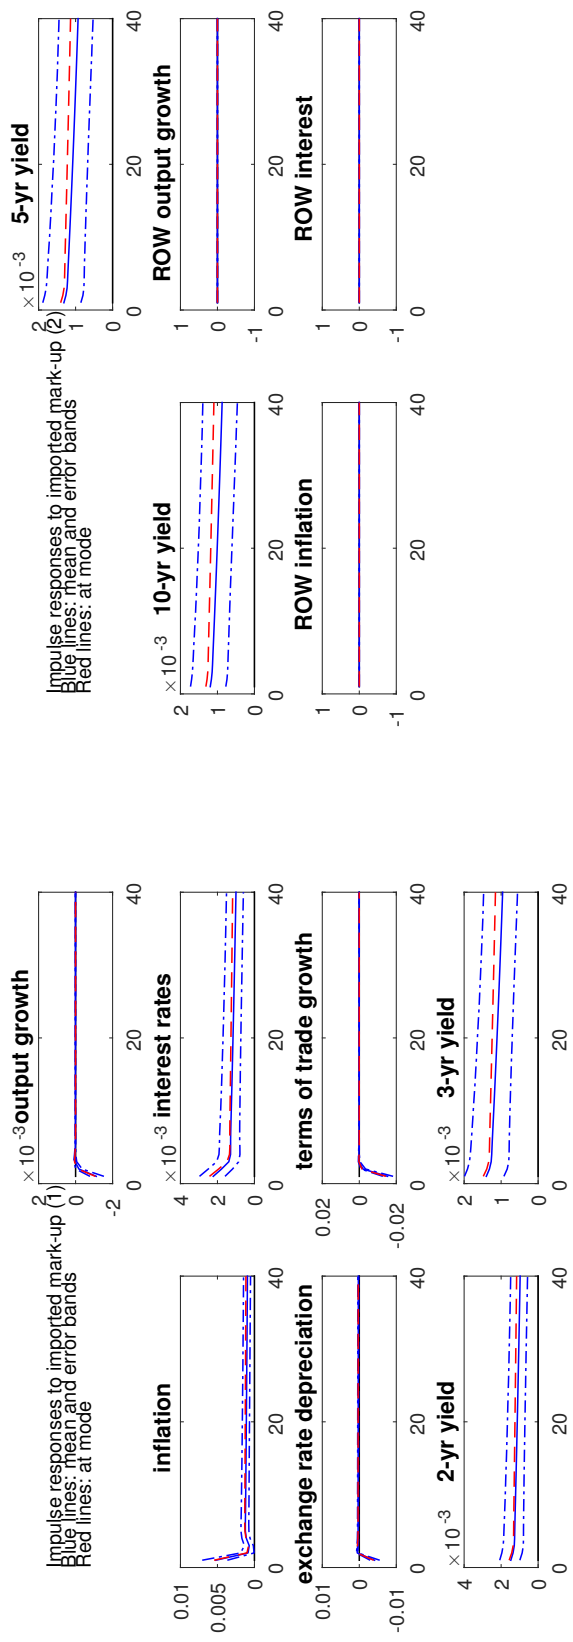 Impulse responses to imported mark-up (1)
Blue lines: mean and error bands
Red lines: at mode
×10⁻³ output growth
2
0
-2
0 20 40
inflation
0.01
0.005
0
0 20 40
×10⁻³ interest rates
4
2
0
0 20 40
exchange rate depreciation
0.01
0
-0.01
0 20 40
terms of trade growth
0.02
0
-0.02
0 20 40
×10⁻³ 2-yr yield
4
2
0
0 20 40
×10⁻³ 3-yr yield
2
1
0
0 20 40
Impulse responses to imported mark-up (2)
Blue lines: mean and error bands
Red lines: at mode
×10⁻³ 5-yr yield
2
1
0
0 20 40
×10⁻³ 10-yr yield
2
1
0
0 20 40
ROW output growth
1
0
-1
0 20 40
ROW inflation
1
0
-1
0 20 40
ROW interest
1
0
-1
0 20 40